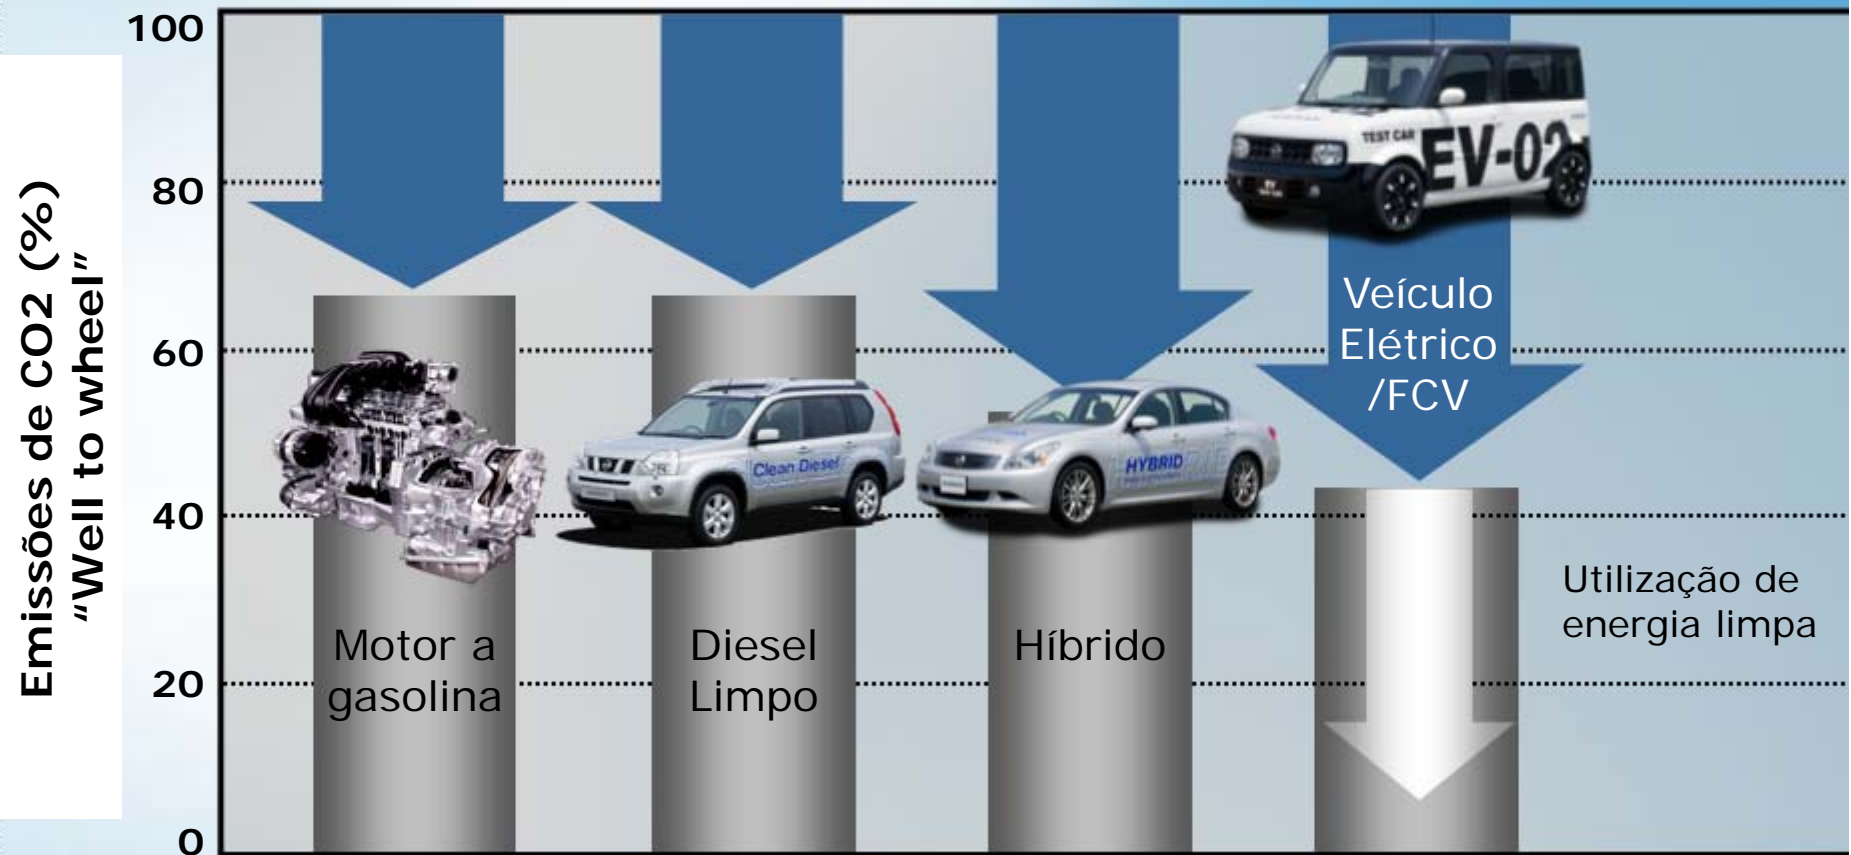 Emissões de CO2 (%)
“Well to wheel”
100
80
60
40
20
0
TEST CAR
EV-02
Veículo
Elétrico
/FCV
Clean Diesel
HYBRID
Motor a
gasolina
Diesel
Limpo
Híbrido
Utilização de
energia limpa